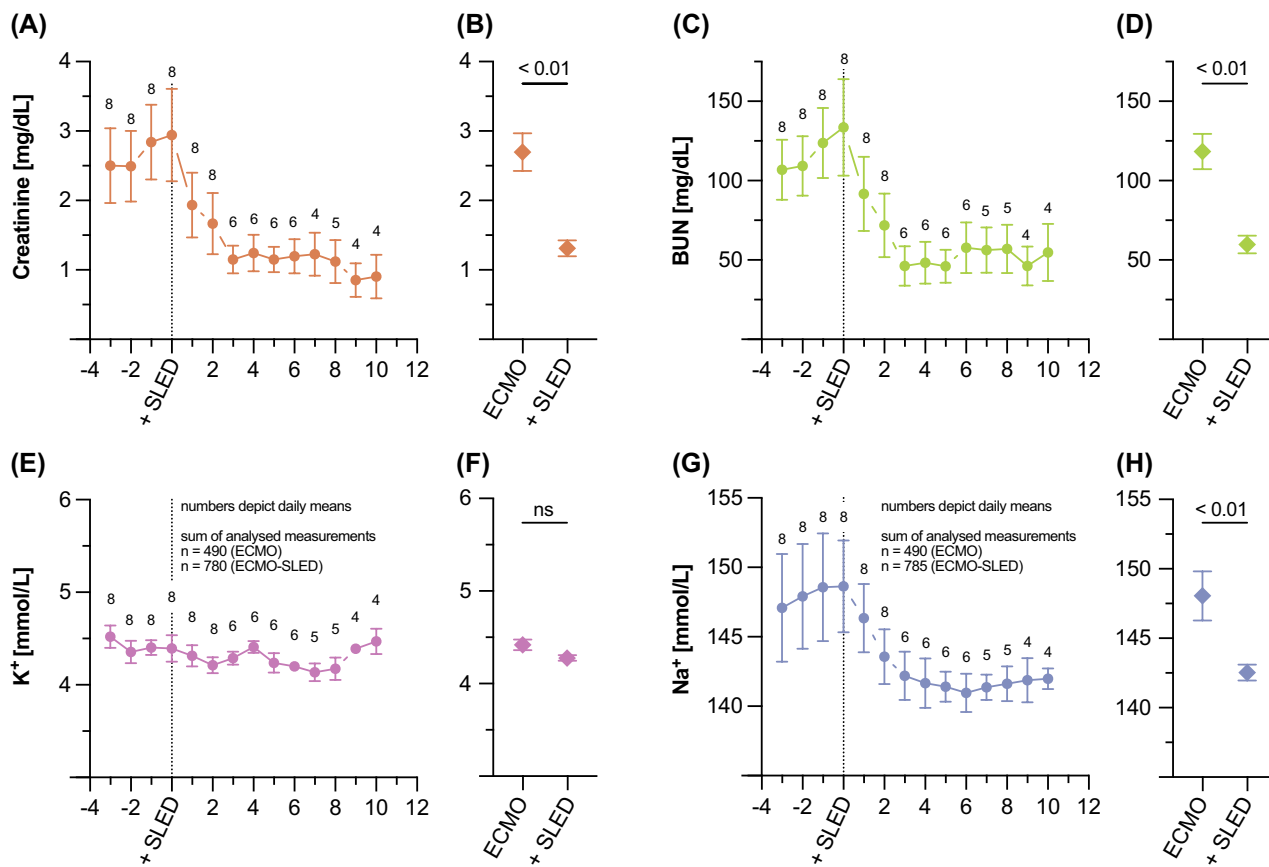 (A)
Creatinine [mg/dL]
4
3
2
1
8 8 8 8 8 8 6 6 6 6 4 5 4 4
-4 -2 0 2 4 6 8 10 12
+ SLED
(B)
4
3
2
1
< 0.01
ECMO
+ SLED
(C)
BUN [mg/dL]
150
125
100
75
50
8 8 8 8 8 8 6 6 6 6 5 5 4 4
-4 -2 0 2 4 6 8 10 12
+ SLED
(D)
150
125
100
75
50
< 0.01
ECMO
+ SLED
(E)
K⁺ [mmol/L]
6
5
4
numbers depict daily means
sum of analysed measurements
n = 490 (ECMO)
n = 780 (ECMO-SLED)
8 8 8 8 8 8 6 6 6 6 5 5 4 4
-4 -2 0 2 4 6 8 10 12
+ SLED
(F)
6
5
4
ns
ECMO
+ SLED
(G)
Na⁺ [mmol/L]
155
150
145
140
numbers depict daily means
sum of analysed measurements
n = 490 (ECMO)
n = 785 (ECMO-SLED)
8 8 8 8 8 8 6 6 6 6 5 5 4 4
-4 -2 0 2 4 6 8 10 12
+ SLED
(H)
155
150
145
140
< 0.01
ECMO
+ SLED